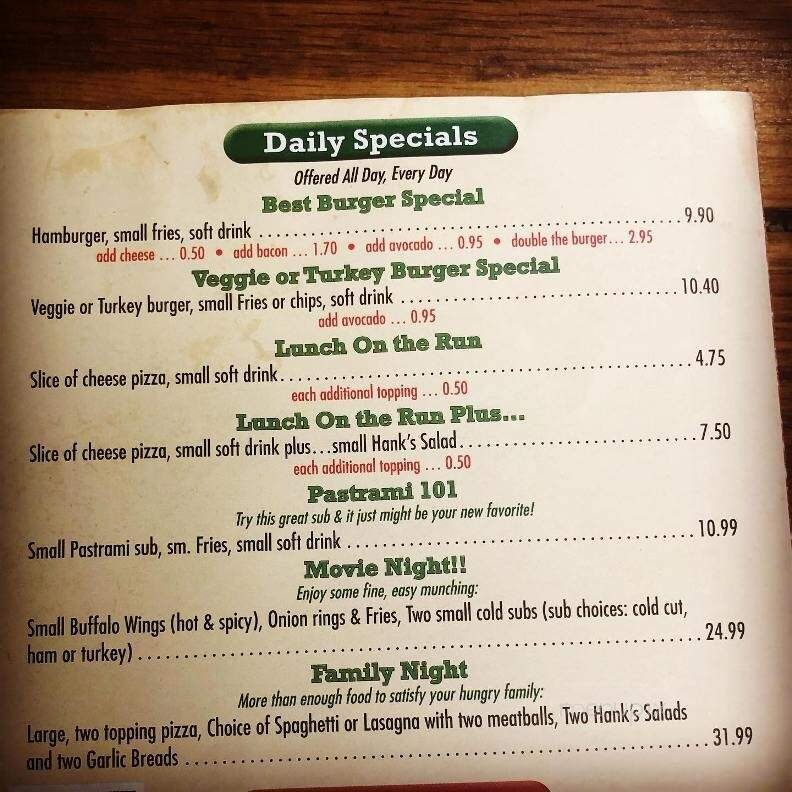 Daily Specials
Offered All Day, Every Day
Best Burger Special
Hamburger, small fries, soft drink ........................................................ 9.90
add cheese ... 0.50 • add bacon ... 1.70 • add avocado ... 0.95 • double the burger... 2.95
Veggie or Turkey Burger Special
Veggie or Turkey burger, small Fries or chips, soft drink .................................... 10.40
add avocado ... 0.95
Lunch On the Run
Slice of cheese pizza, small soft drink..................................................... 4.75
each additional topping ... 0.50
Lunch On the Run Plus...
Slice of cheese pizza, small soft drink plus...small Hank's Salad............................... 7.50
each additional topping ... 0.50
Pastrami 101
Try this great sub & it just might be your new favorite!
Small Pastrami sub, sm. Fries, small soft drink ............................................. 10.99
Movie Night!!
Enjoy some fine, easy munching:
Small Buffalo Wings (hot & spicy), Onion rings & Fries, Two small cold subs (sub choices: cold cut,
ham or turkey) ........................................................................ 24.99
Family Night
More than enough food to satisfy your hungry family:
Large, two topping pizza, Choice of Spaghetti or Lasagna with two meatballs, Two Hank's Salads
and two Garlic Breads .................................................................. 31.99